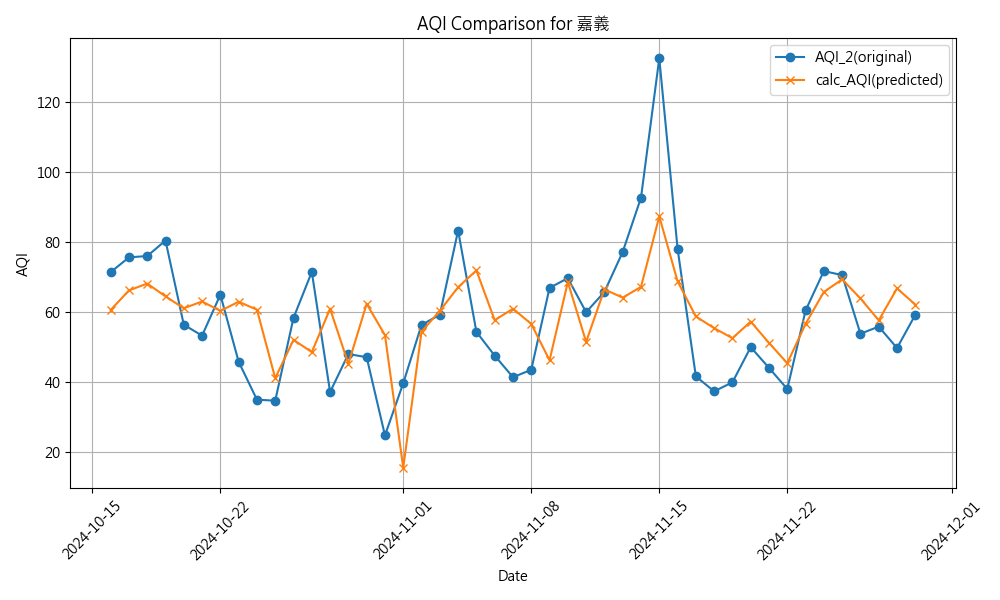 AQI Comparison for 嘉義
AQI_2(original)
calc_AQI(predicted)
AQI
120
100
80
60
40
20
2024-10-15
2024-10-22
2024-11-01
2024-11-08
2024-11-15
2024-11-22
2024-12-01
Date